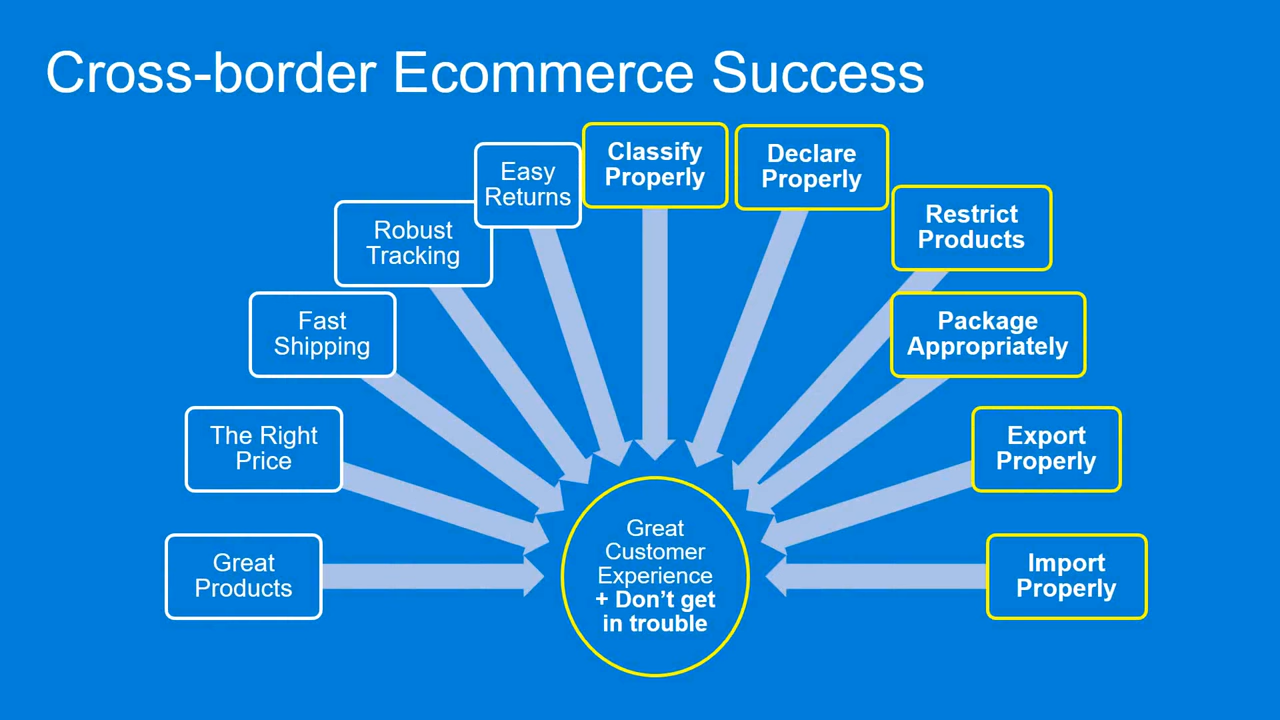 Cross-border Ecommerce Success
Great
Products
The Right
Price
Fast
Shipping
Robust
Tracking
Easy
Returns
Classify
Properly
Declare
Properly
Restrict
Products
Package
Appropriately
Export
Properly
Import
Properly
Great
Customer
Experience
+ Don’t get
in trouble